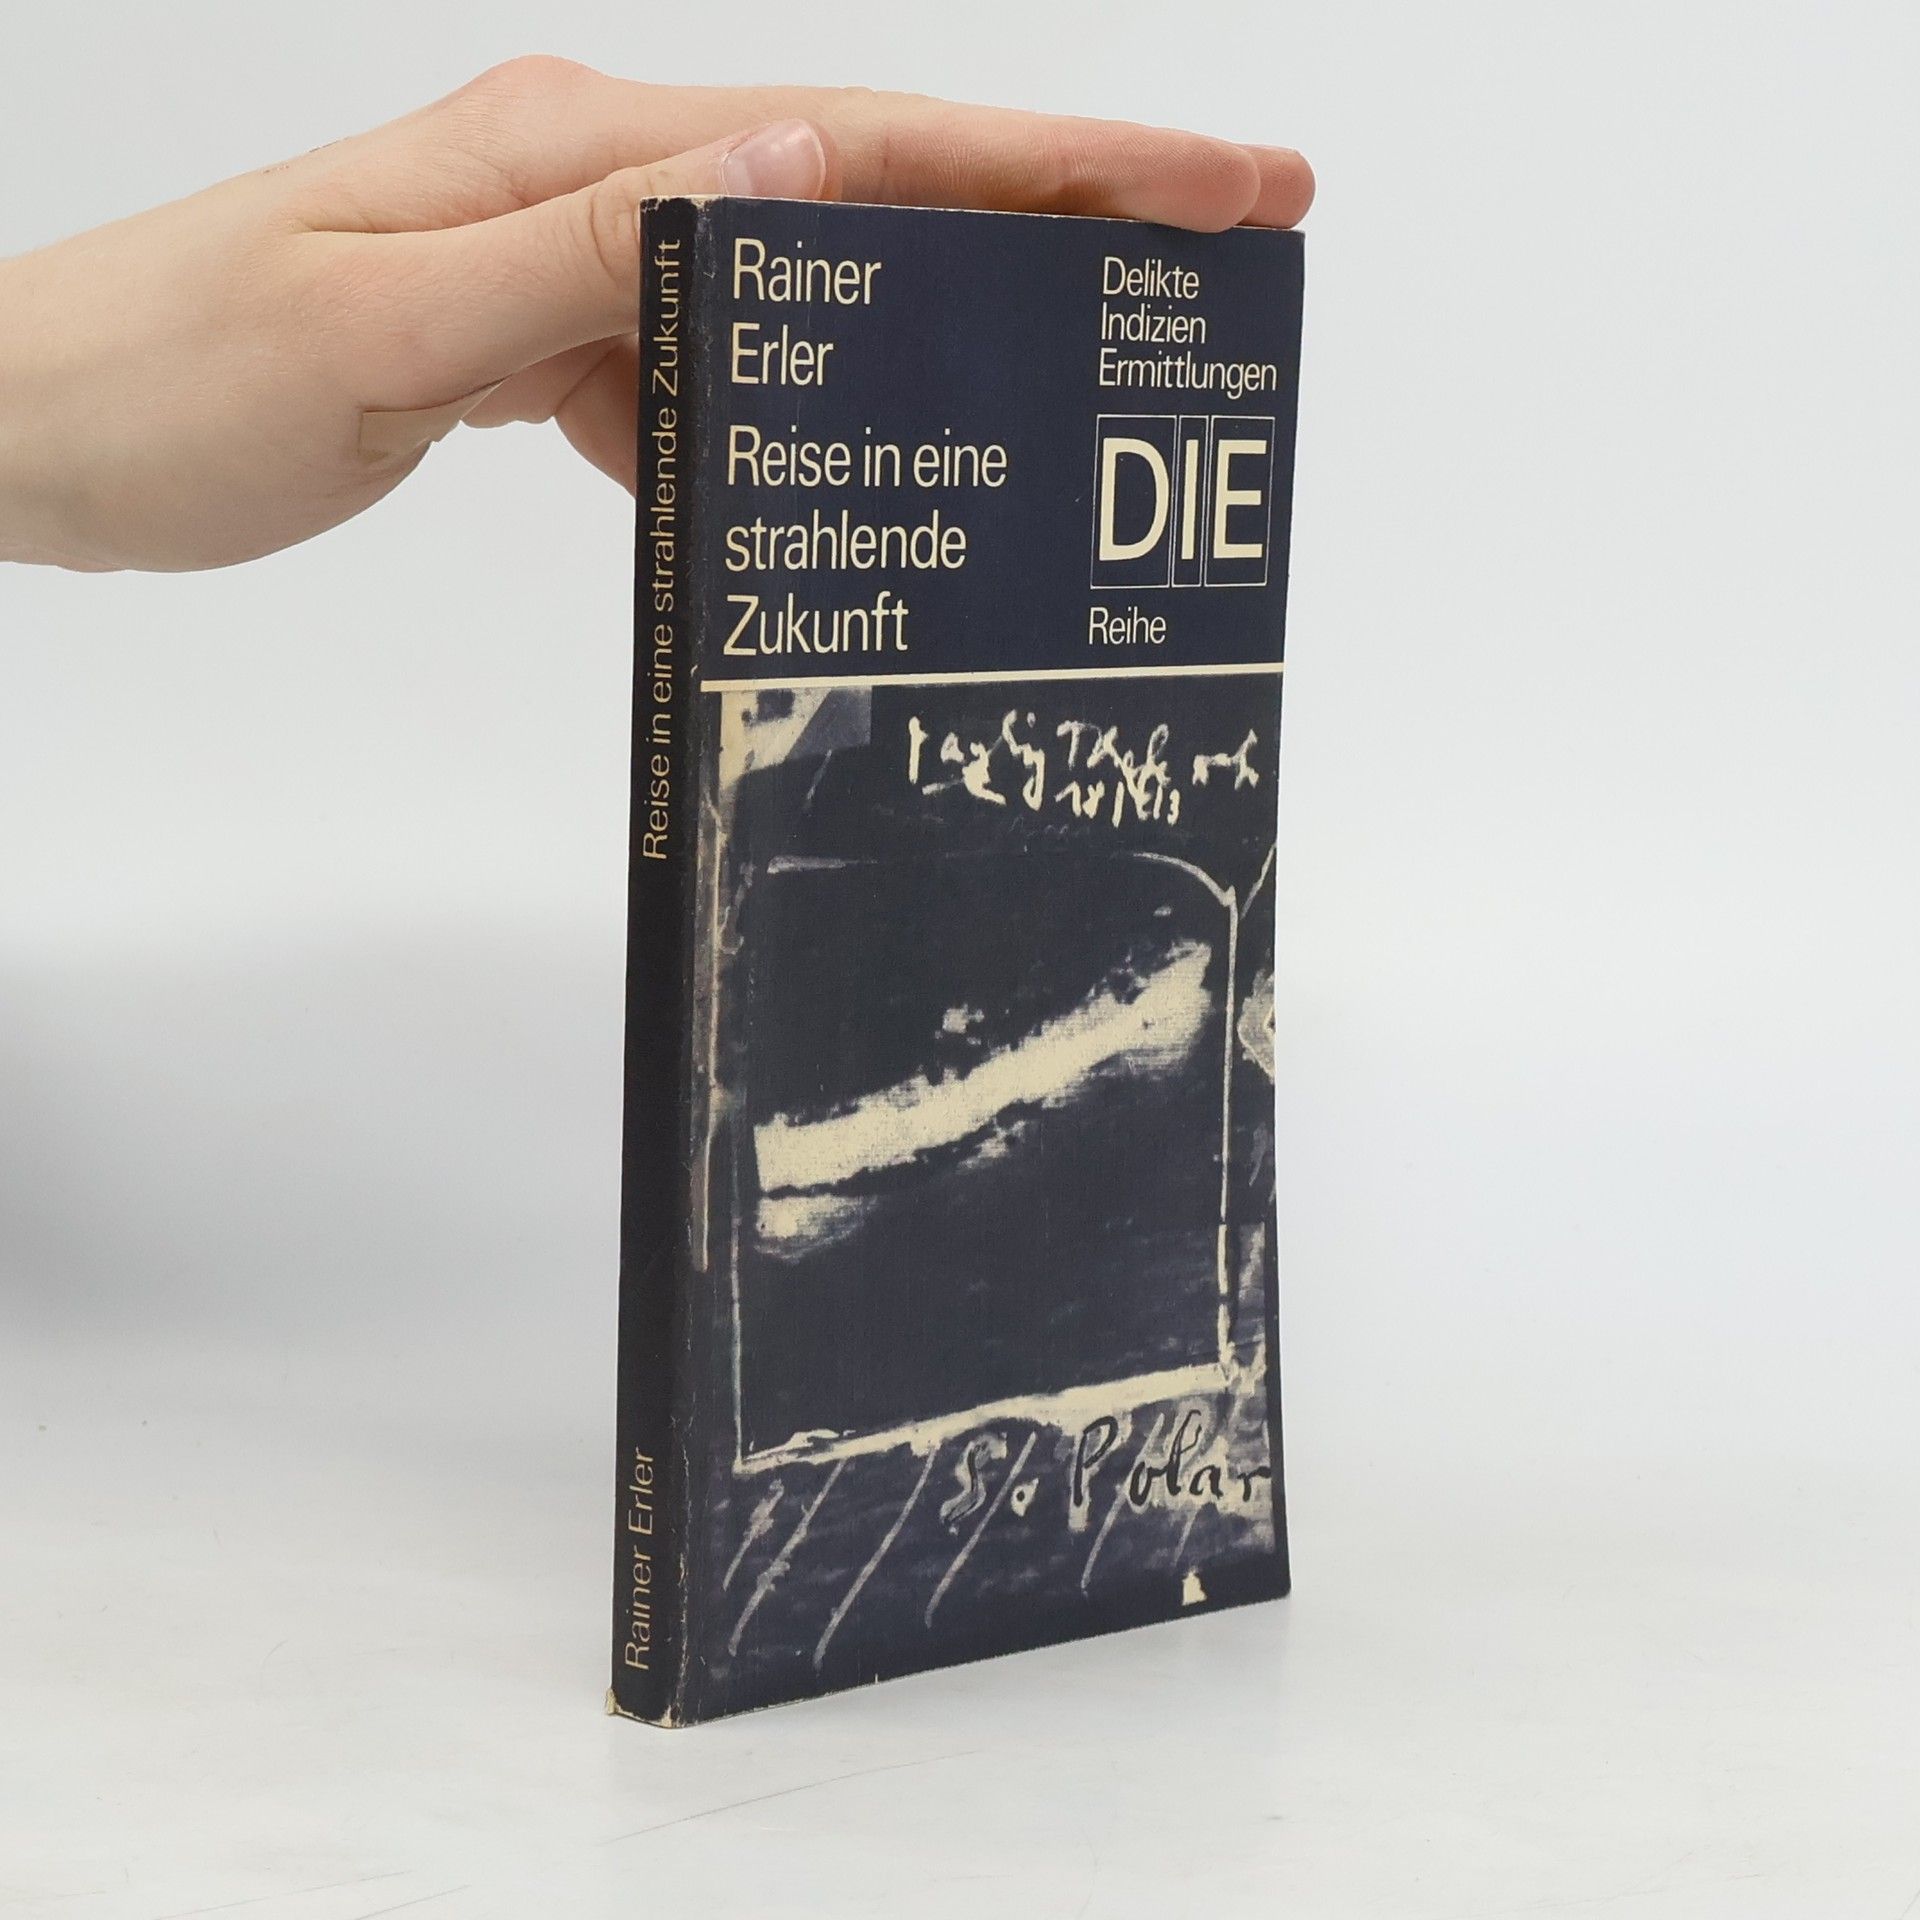 Rainer
Erler
Reise in eine
strahlende
Zukunft
Delikte
Indizien
Ermittlungen
DIE
Reihe
S. Polar
Reise in eine strahlende Zukunft
Rainer Erler